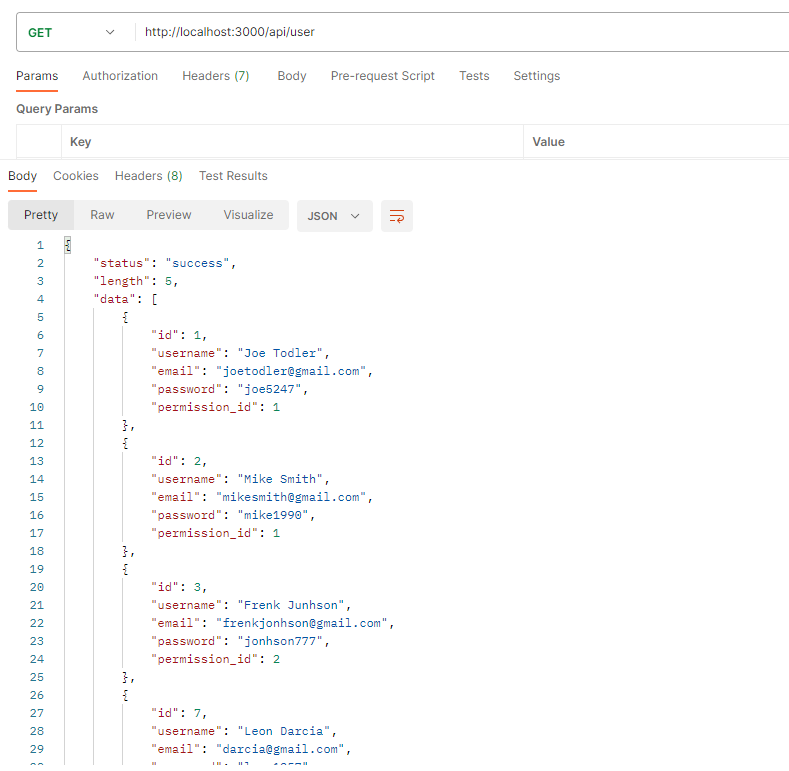 GET http://localhost:3000/api/user
Params Authorization Headers (7) Body Pre-request Script Tests Settings
Query Params
Key Value
Body Cookies Headers (8) Test Results
Pretty Raw Preview Visualize JSON
1 {
2 "status": "success",
3 "length": 5,
4 "data": [
5 {
6 "id": 1,
7 "username": "Joe Todler",
8 "email": "joetodler@gmail.com",
9 "password": "joe5247",
10 "permission_id": 1
11 },
12 {
13 "id": 2,
14 "username": "Mike Smith",
15 "email": "mikesmith@gmail.com",
16 "password": "mike1990",
17 "permission_id": 1
18 },
19 {
20 "id": 3,
21 "username": "Frenk Junhson",
22 "email": "frenkjonhson@gmail.com",
23 "password": "jonhson777",
24 "permission_id": 2
25 },
26 {
27 "id": 7,
28 "username": "Leon Darcia",
29 "email": "darcia@gmail.com",